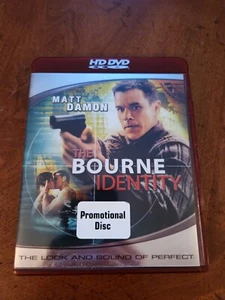 HD DVD
MATT
DAMON
THE
BOURNE
IDENTITY
Promotional
Disc
THE LOOK AND SOUND OF PERFECT